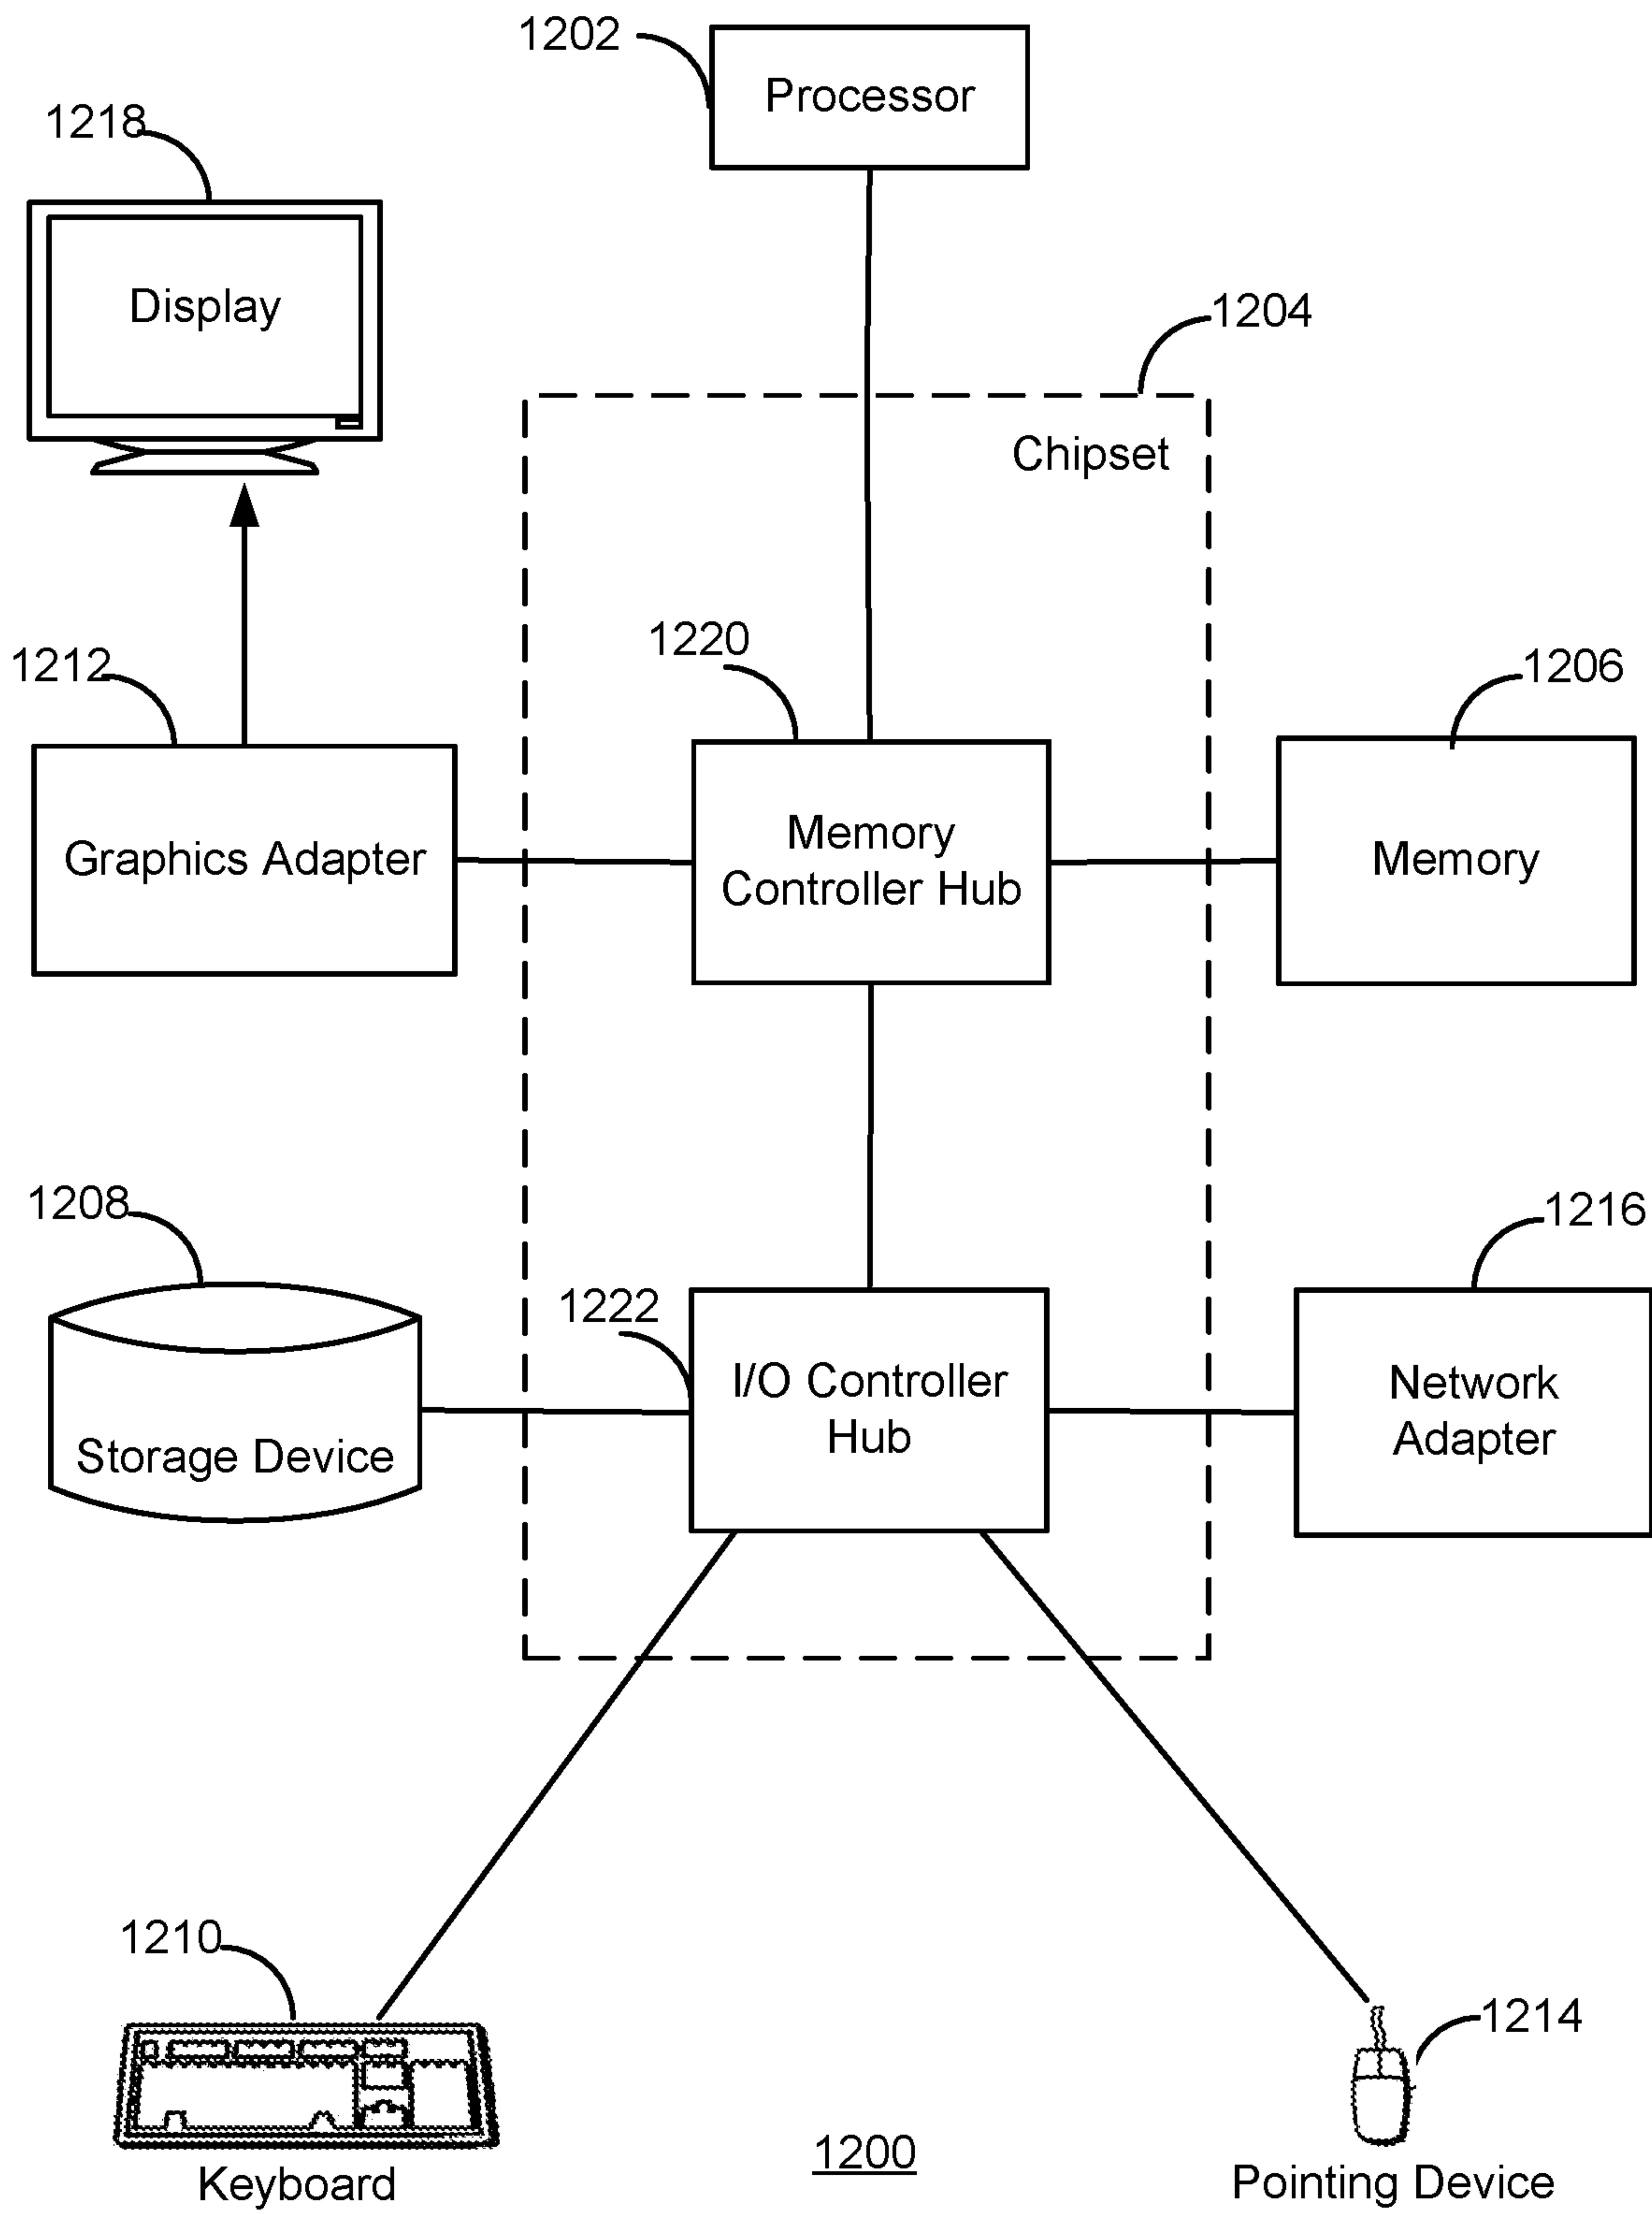 1202
Processor
1218
Display
1204
Chipset
1220
1212
1206
Graphics Adapter
Memory
Controller Hub
Memory
1208
1216
1222
Storage Device
I/O Controller
Hub
Network
Adapter
1210
1214
Keyboard
1200
Pointing Device